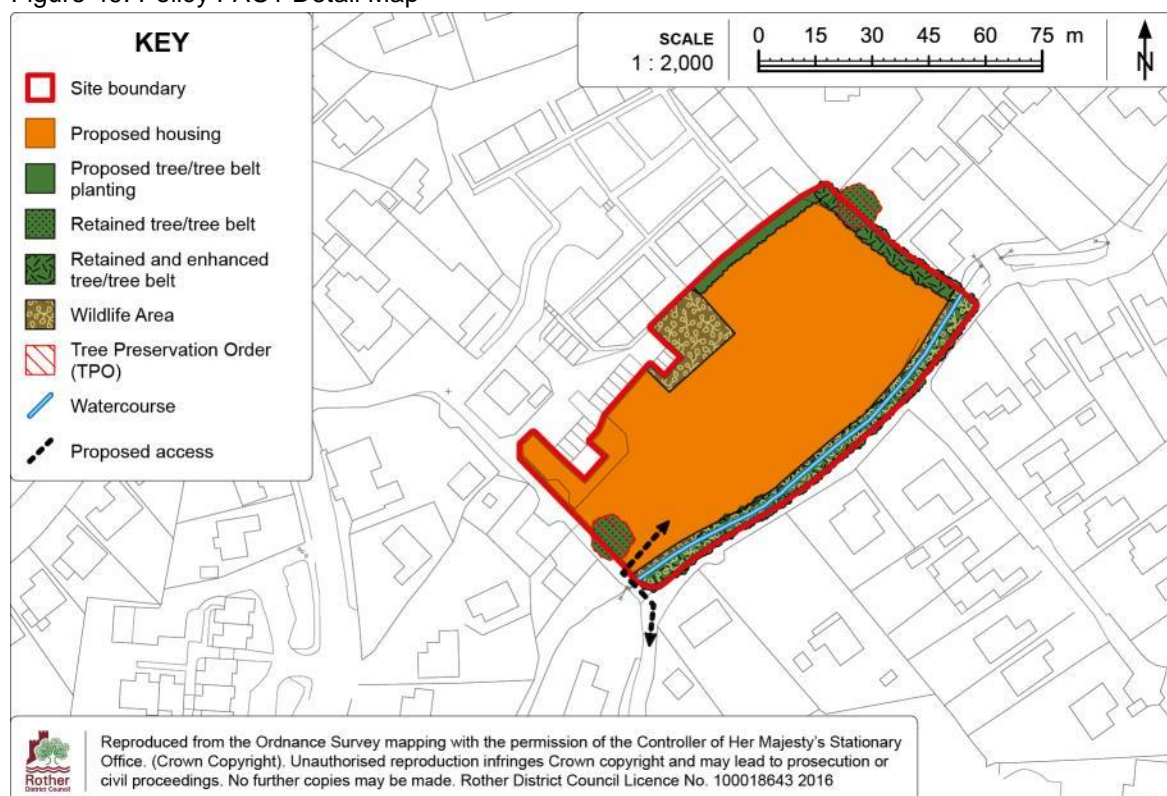 Figure Policy Detail Map
KEY
Site boundary
Proposed housing
Proposed tree/tree belt
planting
Retained tree/tree belt
Retained and enhanced
tree/tree belt
Wildlife Area
Tree Preservation Order
(TPO)
Watercourse
Proposed access
SCALE
1 : 2,000
0 15 30 45 60 75 m
N
Rother
District Council
Reproduced from the Ordnance Survey mapping with the permission of the Controller of Her Majesty's Stationary
Office. (Crown Copyright). Unauthorised reproduction infringes Crown copyright and may lead to prosecution or
civil proceedings. No further copies may be made. Rother District Council Licence No. 100018643 2016